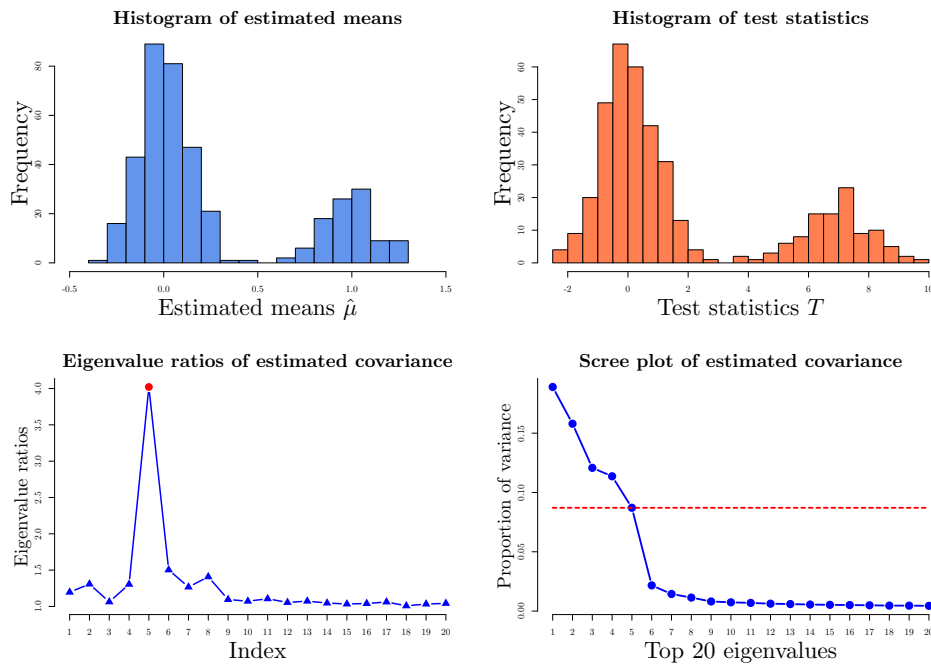 Histogram of estimated means
Frequency
0
20
40
60
80
-0.5
0.0
0.5
1.0
1.5
Estimated means μ̂
Histogram of test statistics
Frequency
0
10
20
30
40
50
60
-2
0
2
4
6
8
10
Test statistics T
Eigenvalue ratios of estimated covariance
Eigenvalue ratios
1.0
1.5
2.0
2.5
3.0
3.5
4.0
1 2 3 4 5 6 7 8 9 10 11 12 13 14 15 16 17 18 19 20
Index
Scree plot of estimated covariance
Proportion of variance
0.00
0.05
0.10
0.15
1 2 3 4 5 6 7 8 9 10 11 12 13 14 15 16 17 18 19 20
Top 20 eigenvalues